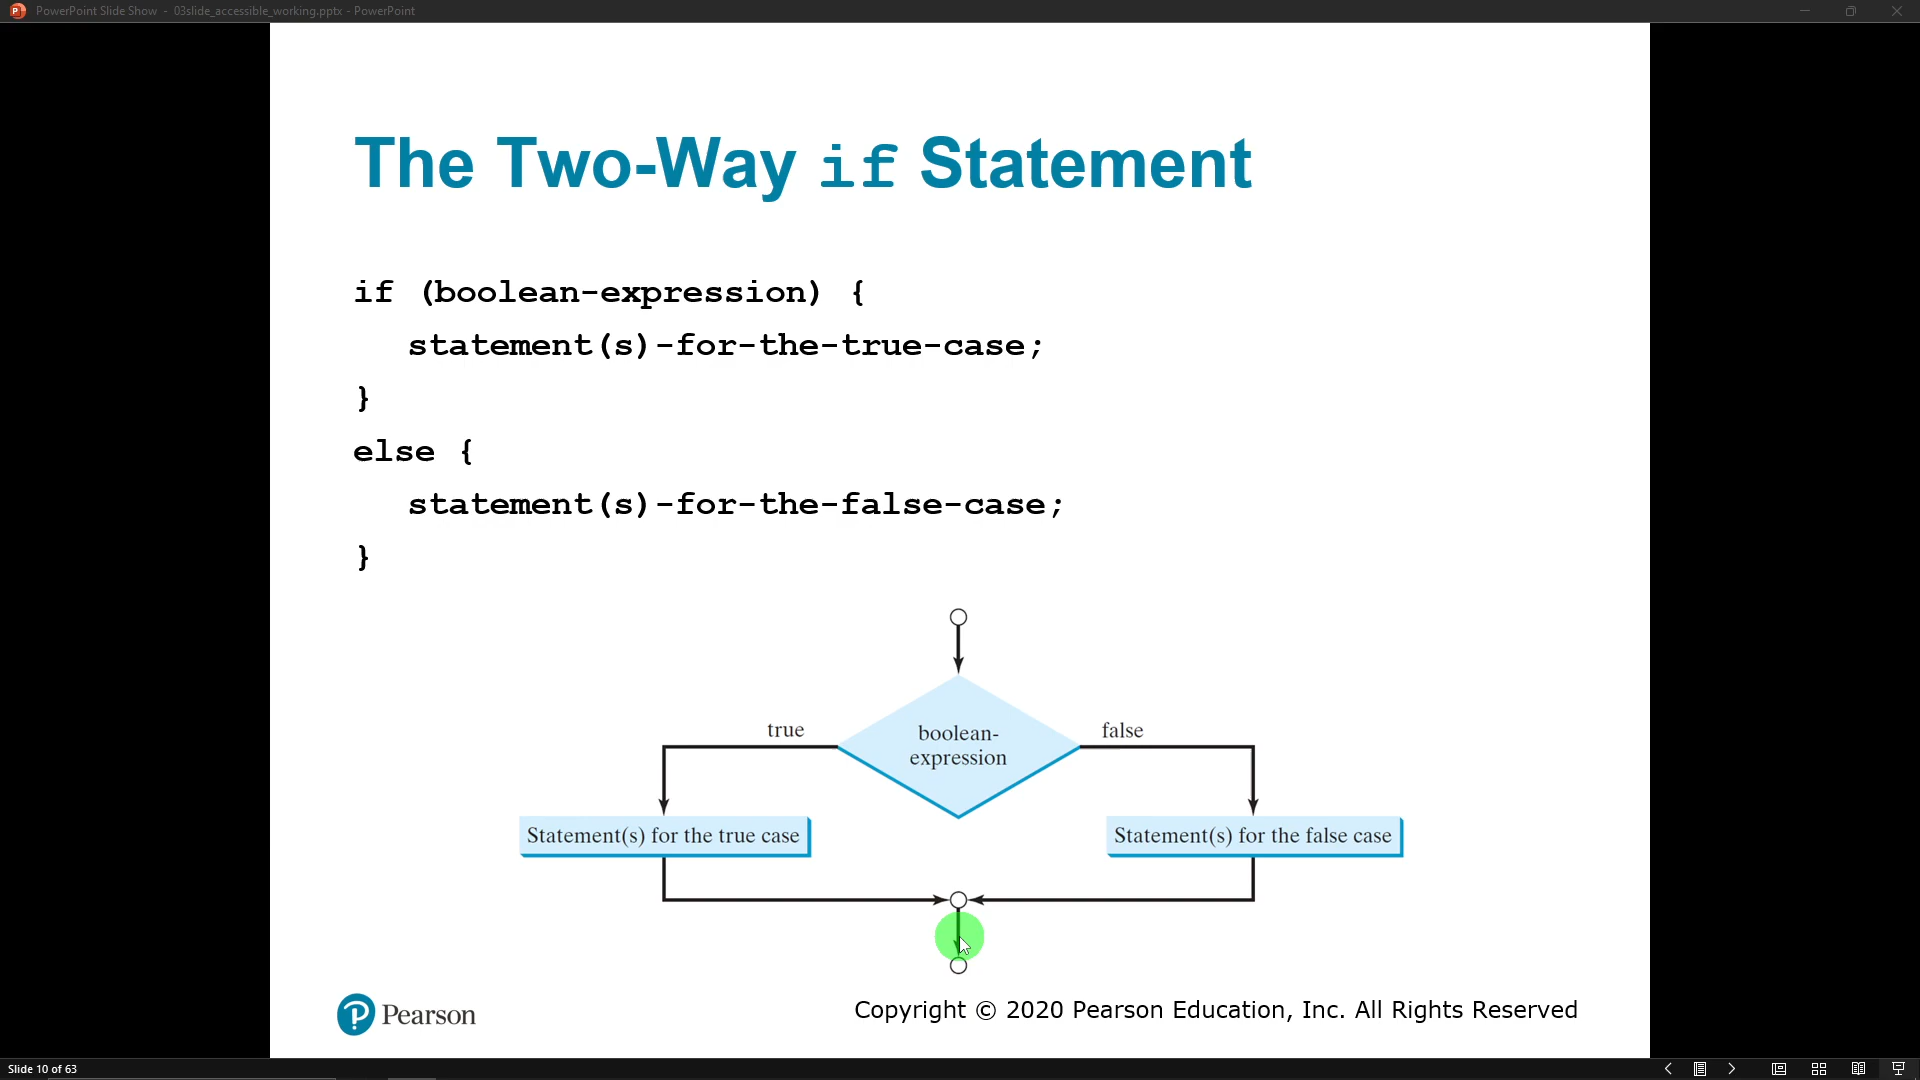 PowerPoint Slide Show - 03slide_accessible_working.pptx - PowerPoint
The Two-Way if Statement
if (boolean-expression) {
statement(s)-for-the-true-case;
}
else {
statement(s)-for-the-false-case;
}
true
boolean-
expression
false
Statement(s) for the true case
Statement(s) for the false case
Pearson
Copyright © 2020 Pearson Education, Inc. All Rights Reserved
Slide 10 of 63